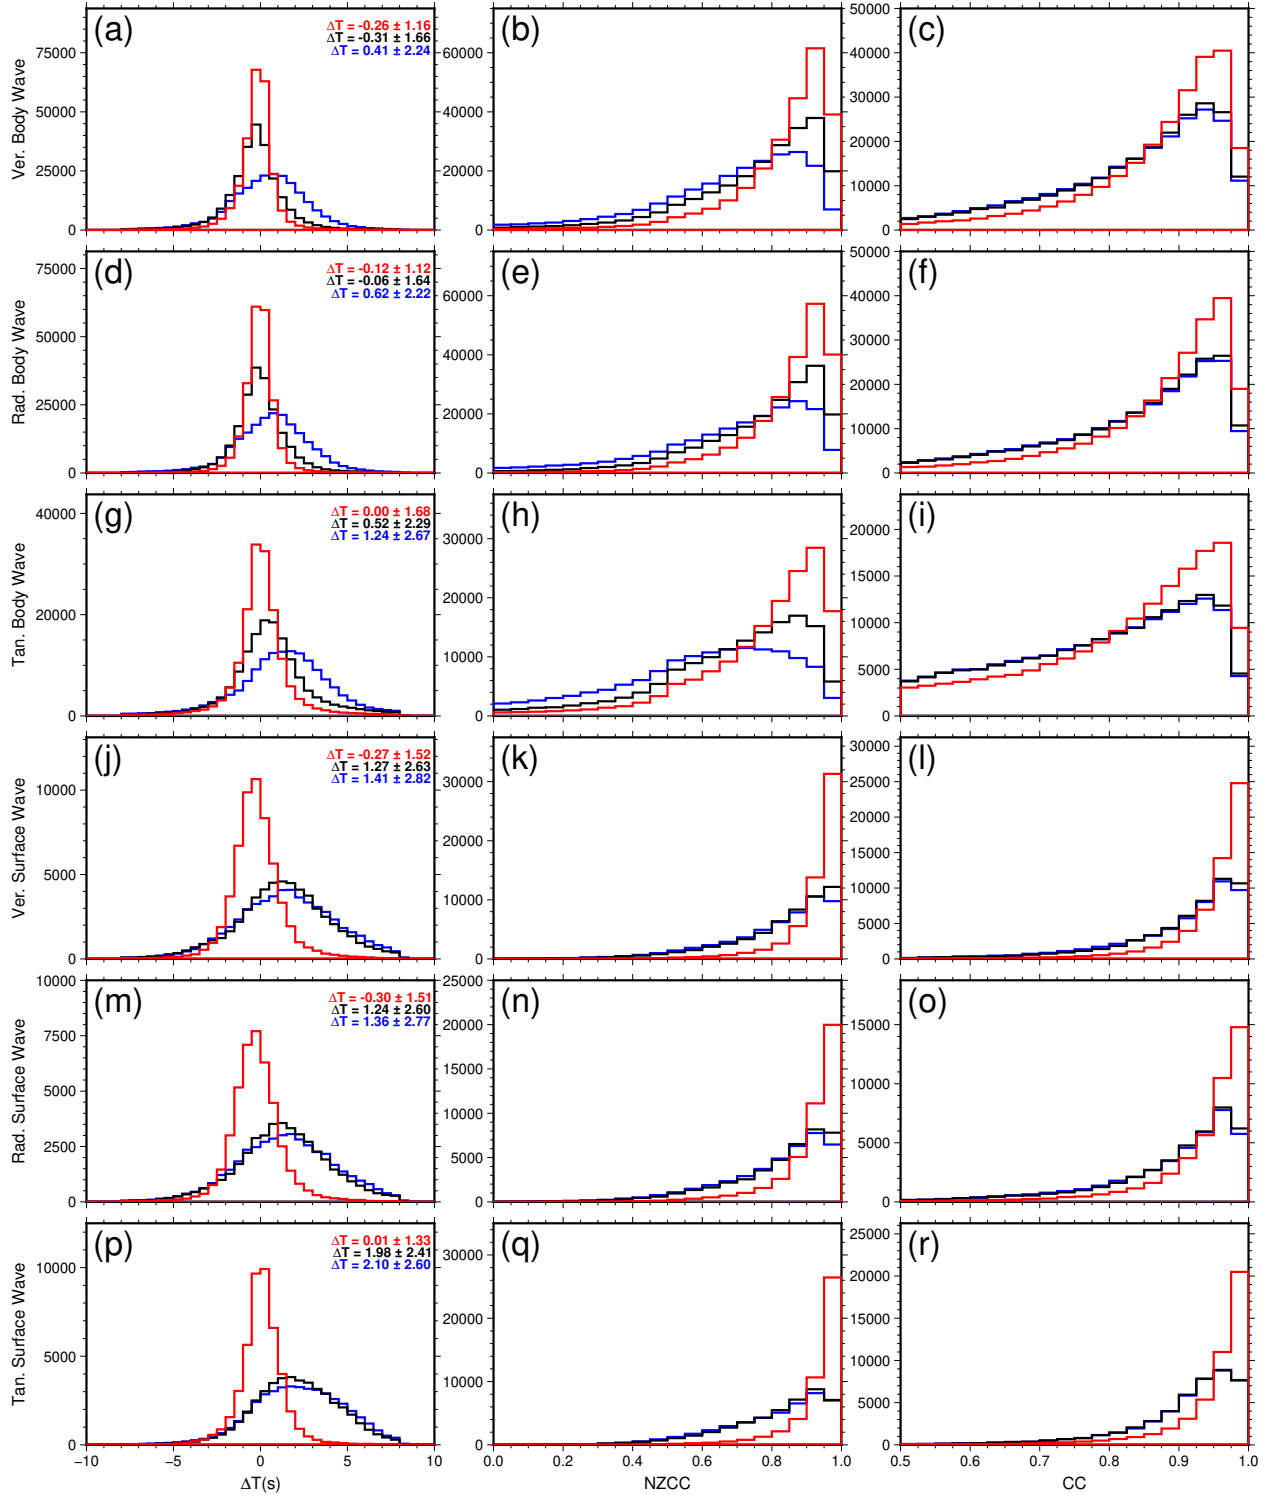 (a)
ΔT = -0.26 ± 1.16
ΔT = -0.31 ± 1.66
ΔT = 0.41 ± 2.24
75000
50000
25000
0
Ver. Body Wave
(b)
60000
40000
20000
0
(c)
50000
40000
30000
20000
10000
0
(d)
ΔT = -0.12 ± 1.12
ΔT = -0.06 ± 1.64
ΔT = 0.62 ± 2.22
75000
50000
25000
0
Rad. Body Wave
(e)
60000
40000
20000
0
(f)
50000
40000
30000
20000
10000
0
(g)
ΔT = 0.00 ± 1.68
ΔT = 0.52 ± 2.29
ΔT = 1.24 ± 2.67
40000
20000
0
Tan. Body Wave
(h)
30000
20000
10000
0
(i)
20000
15000
10000
5000
0
(j)
ΔT = -0.27 ± 1.52
ΔT = 1.27 ± 2.63
ΔT = 1.41 ± 2.82
10000
5000
0
Ver. Surface Wave
(k)
30000
20000
10000
0
(l)
30000
25000
20000
15000
10000
5000
0
(m)
ΔT = -0.30 ± 1.51
ΔT = 1.24 ± 2.60
ΔT = 1.36 ± 2.77
10000
7500
5000
2500
0
Rad. Surface Wave
(n)
25000
20000
15000
10000
5000
0
(o)
15000
10000
5000
0
(p)
ΔT = 0.01 ± 1.33
ΔT = 1.98 ± 2.41
ΔT = 2.10 ± 2.60
10000
5000
0
Tan. Surface Wave
−10 −5 0 5 10
ΔT(s)
(q)
30000
20000
10000
0
0.0 0.2 0.4 0.6 0.8 1.0
NZCC
(r)
25000
20000
15000
10000
5000
0
0.5 0.6 0.7 0.8 0.9 1.0
CC